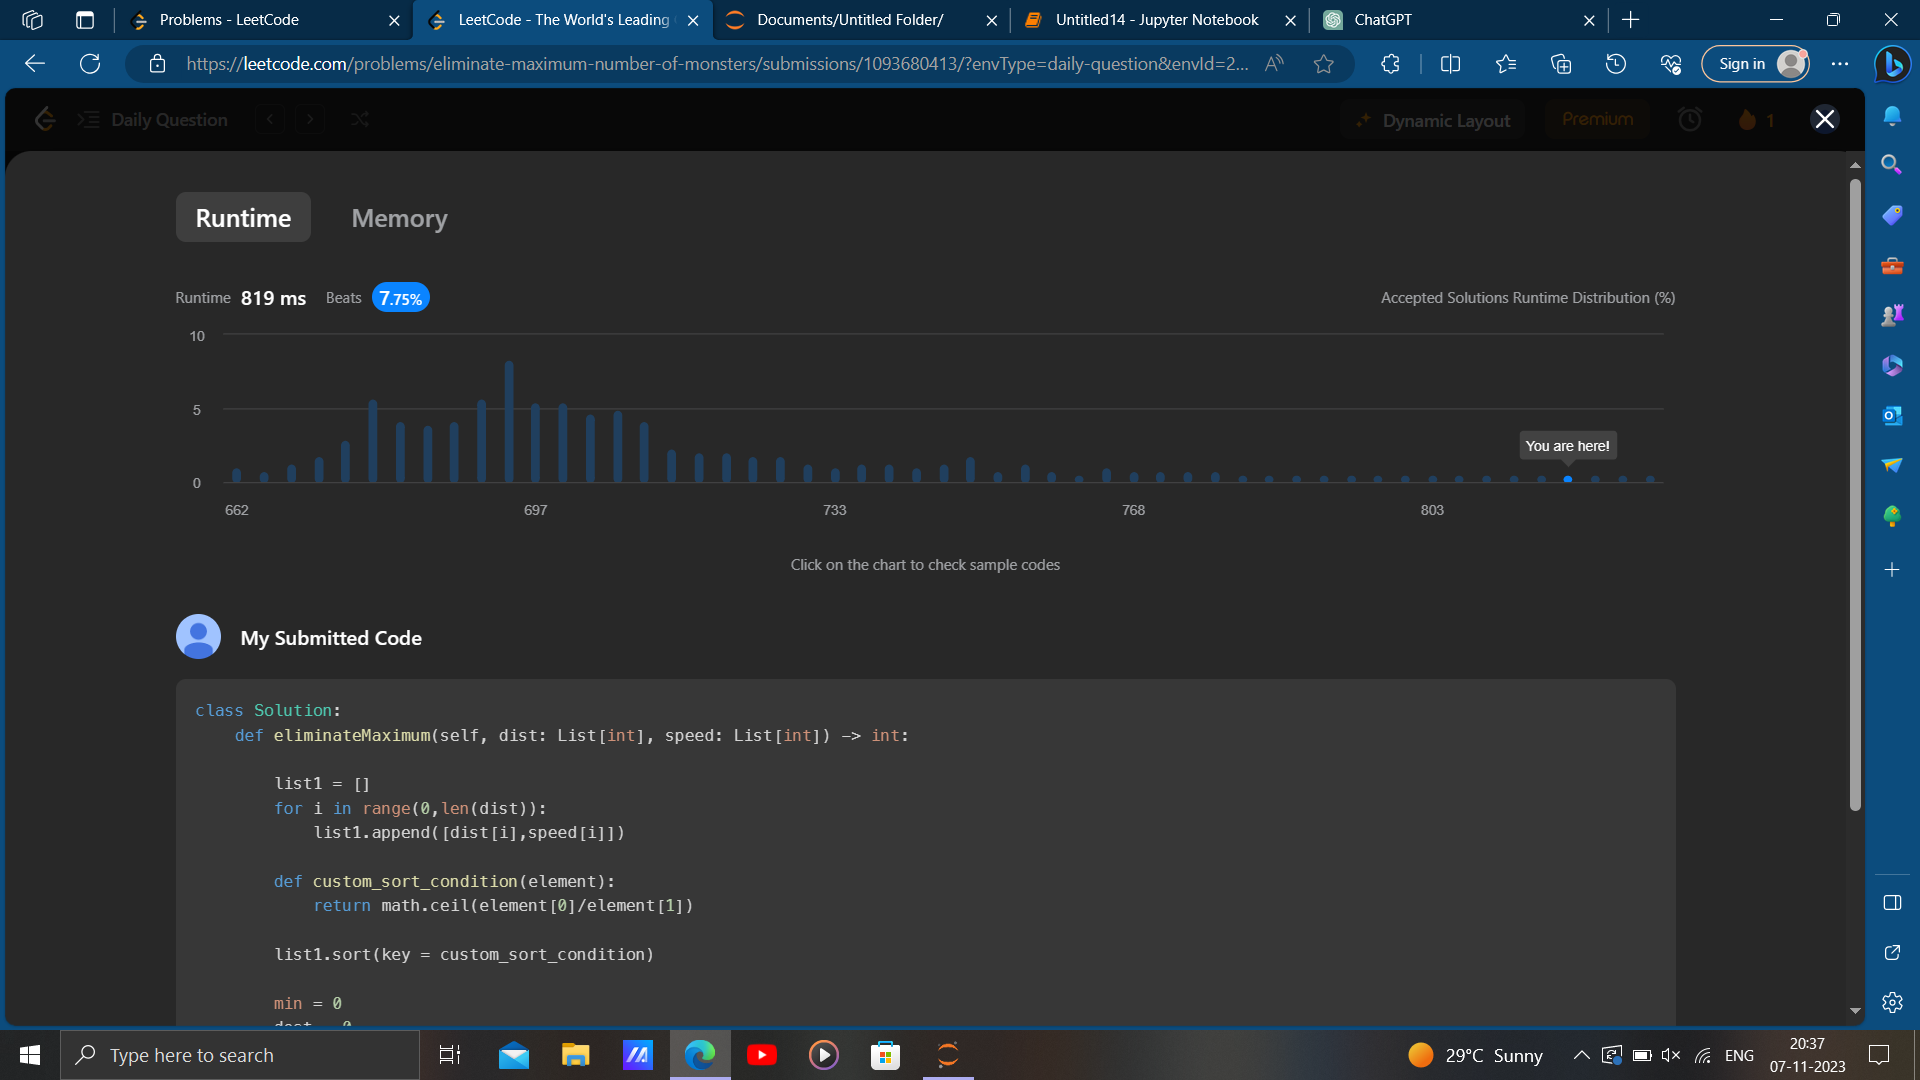 Problems - LeetCode
LeetCode - The World's Leading
Documents/Untitled Folder/
Untitled14 - Jupyter Notebook
ChatGPT
https://leetcode.com/problems/eliminate-maximum-number-of-monsters/submissions/1093680413/?envType=daily-question&envId=2...
Sign in
Daily Question
Dynamic Layout
Premium
1
Runtime
Memory
Runtime 819 ms Beats 7.75%
Accepted Solutions Runtime Distribution (%)
10
5
You are here!
0
662 697 733 768 803
Click on the chart to check sample codes
My Submitted Code
class Solution:
    def eliminateMaximum(self, dist: List[int], speed: List[int]) -> int:
        list1 = []
        for i in range(0,len(dist)):
            list1.append([dist[i],speed[i]])
        def custom_sort_condition(element):
            return math.ceil(element[0]/element[1])
        list1.sort(key = custom_sort_condition)
        min = 0
Type here to search
29°C Sunny
ENG
20:37
07-11-2023